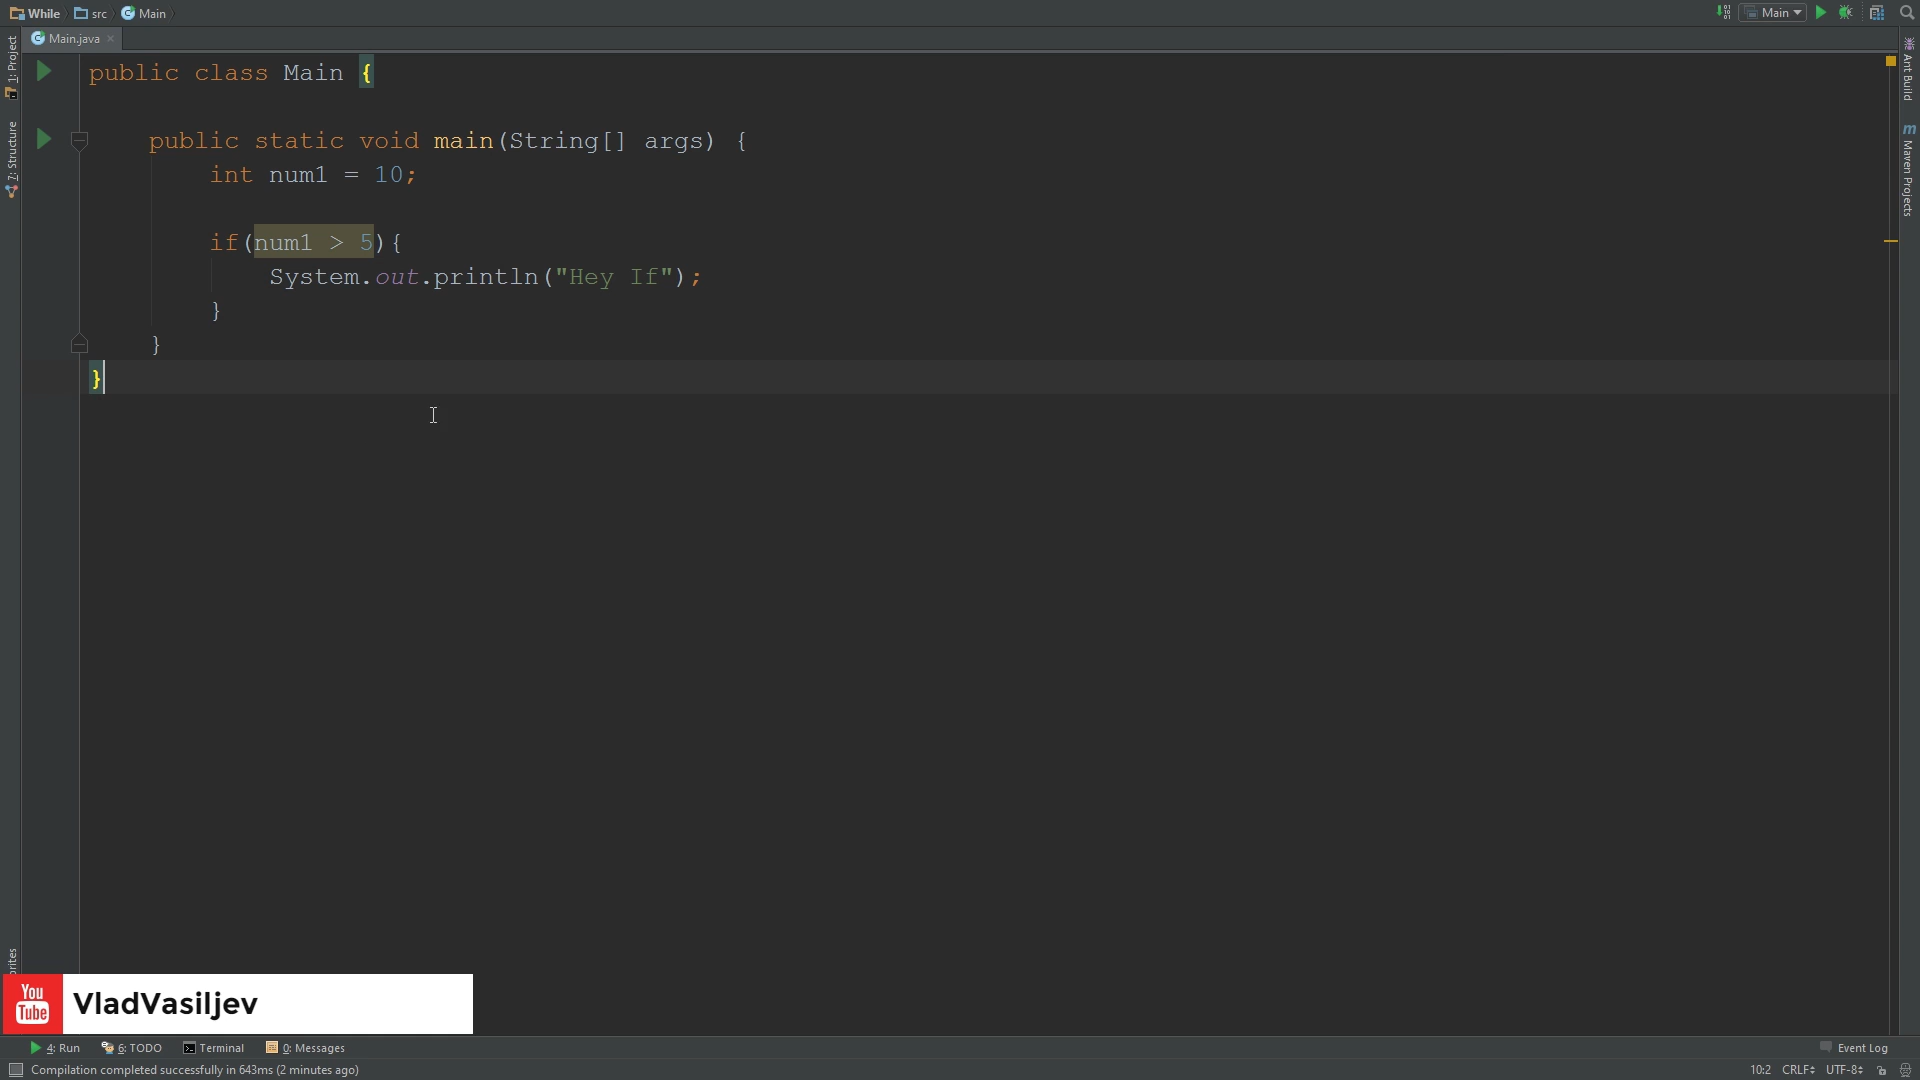 While src Main
Main
Main.java
1: Project
7: Structure
Ant Build
m Maven Projects
public class Main {
public static void main(String[] args) {
int num1 = 10;
if(num1 > 5){
System.out.println("Hey If");
}
}
}
You
Tube
VladVasiljev
4: Run 6: TODO Terminal 0: Messages
Event Log
Compilation completed successfully in 643ms (2 minutes ago)
10:2 CRLF UTF-8